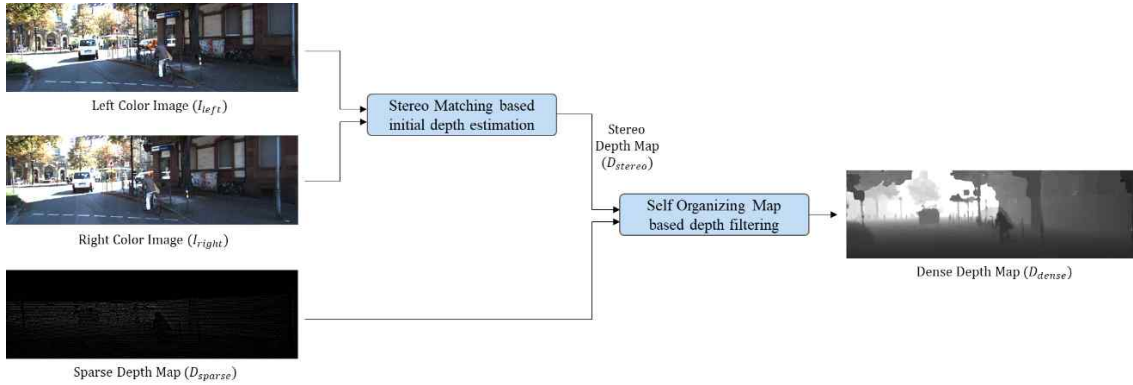 Left Color Image (I_left)
Stereo Matching based
initial depth estimation
Stereo
Depth Map
(D_stereo)
Right Color Image (I_right)
Self Organizing Map
based depth filtering
Dense Depth Map (D_dense)
Sparse Depth Map (D_sparse)